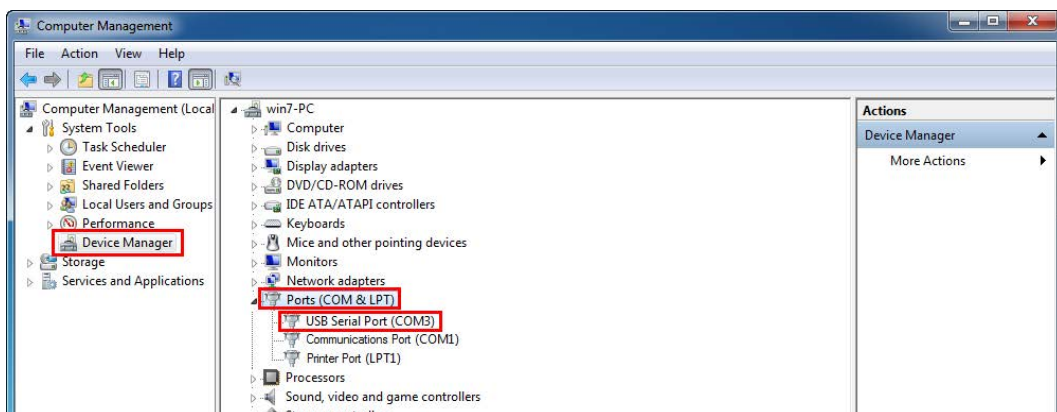 Computer Management
File Action View Help
Computer Management (Local
System Tools
Task Scheduler
Event Viewer
Shared Folders
Local Users and Groups
Performance
Device Manager
Storage
Services and Applications
win7-PC
Computer
Disk drives
Display adapters
DVD/CD-ROM drives
IDE ATA/ATAPI controllers
Keyboards
Mice and other pointing devices
Monitors
Network adapters
Ports (COM & LPT)
USB Serial Port (COM3)
Communications Port (COM1)
Printer Port (LPT1)
Processors
Sound, video and game controllers
Actions
Device Manager
More Actions